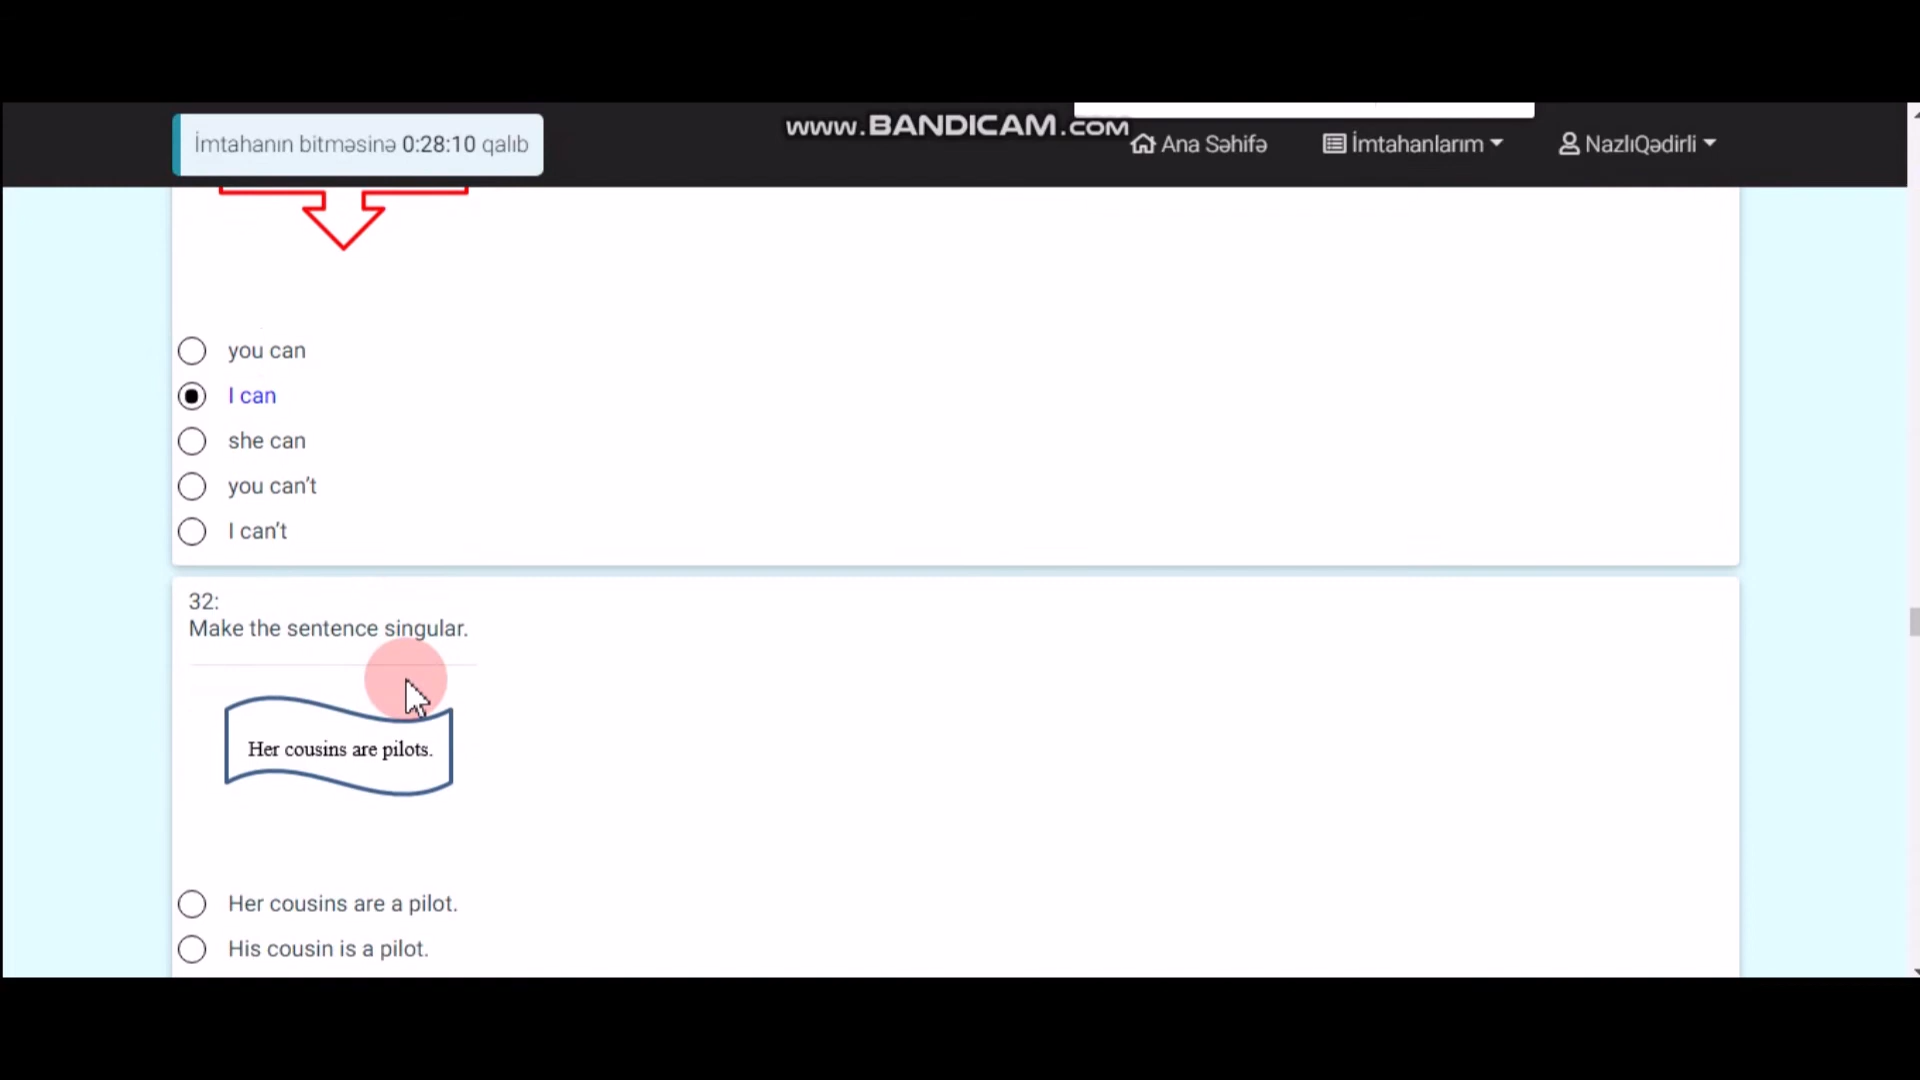 www.BANDICAM.com
İmtahanın bitməsinə 0:28:10 qalıb
Ana Səhifə
İmtahanlarım
NazlıQədirli
you can
I can
she can
you can't
I can't
32:
Make the sentence singular.
Her cousins are pilots.
Her cousins are a pilot.
His cousin is a pilot.